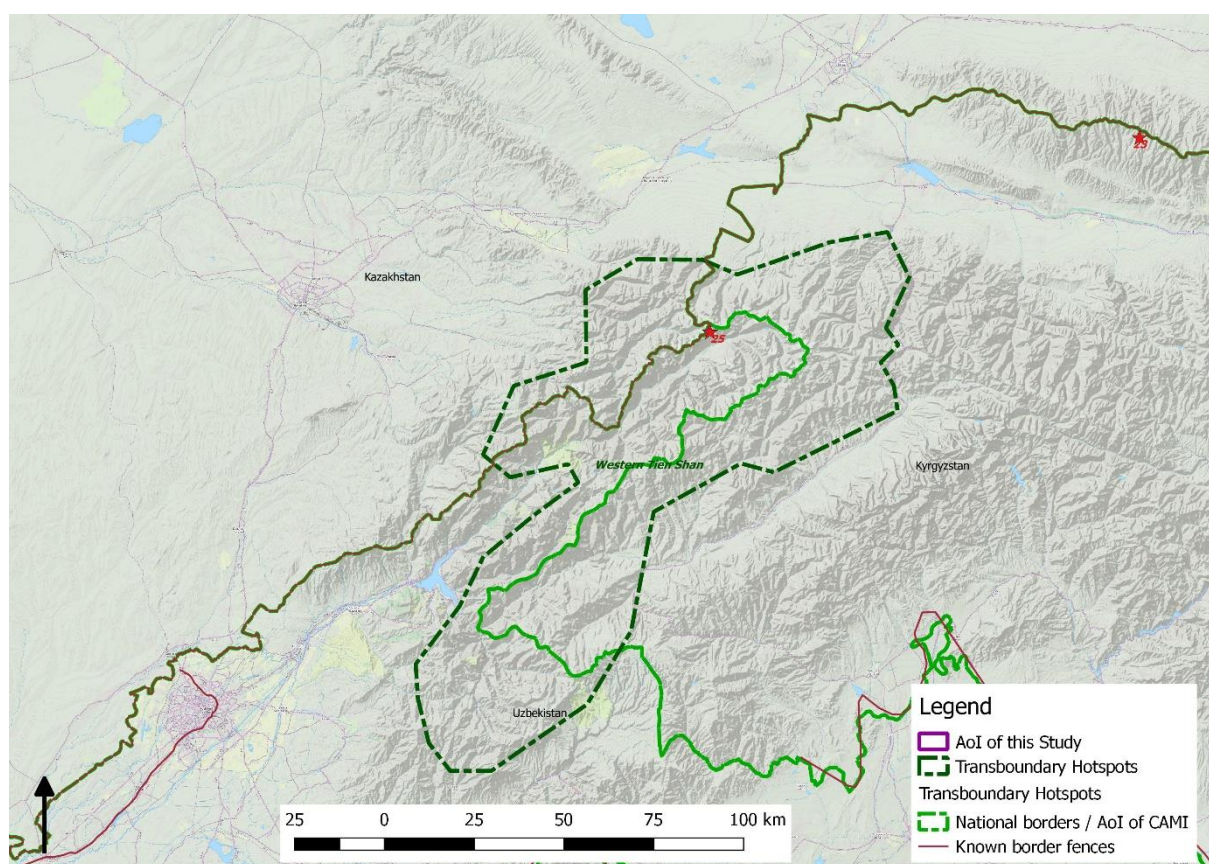 23
Kazakhstan
25
Western Tien Shan
Kyrgyzstan
Uzbekistan
Legend
AoI of this Study
Transboundary Hotspots
Transboundary Hotspots
National borders / AoI of CAMI
Known border fences
25 0 25 50 75 100 km